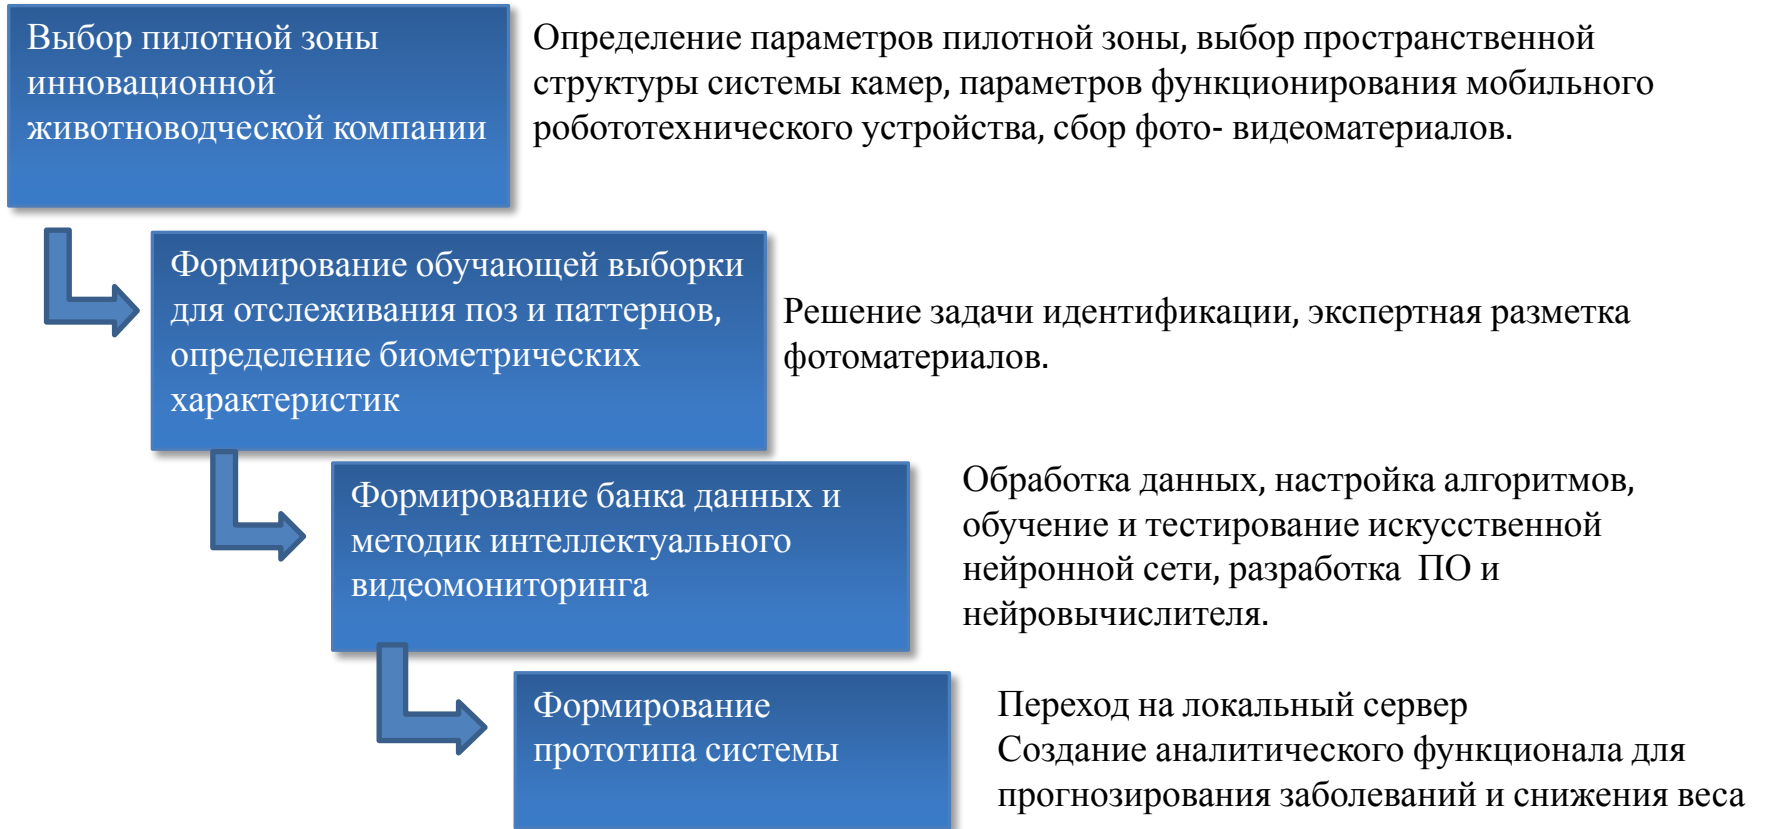 Выбор пилотной зоны
инновационной
животноводческой компании
Определение параметров пилотной зоны, выбор пространственной
структуры системы камер, параметров функционирования мобильного
робототехнического устройства, сбор фото- видеоматериалов.
Формирование обучающей выборки
для отслеживания поз и паттернов,
определение биометрических
характеристик
Решение задачи идентификации, экспертная разметка
фотоматериалов.
Формирование банка данных и
методик интеллектуального
видеомониторинга
Обработка данных, настройка алгоритмов,
обучение и тестирование искусственной
нейронной сети, разработка  ПО и
нейровычислителя.
Формирование
прототипа системы
Переход на локальный сервер
Создание аналитического функционала для
прогнозирования заболеваний и снижения веса